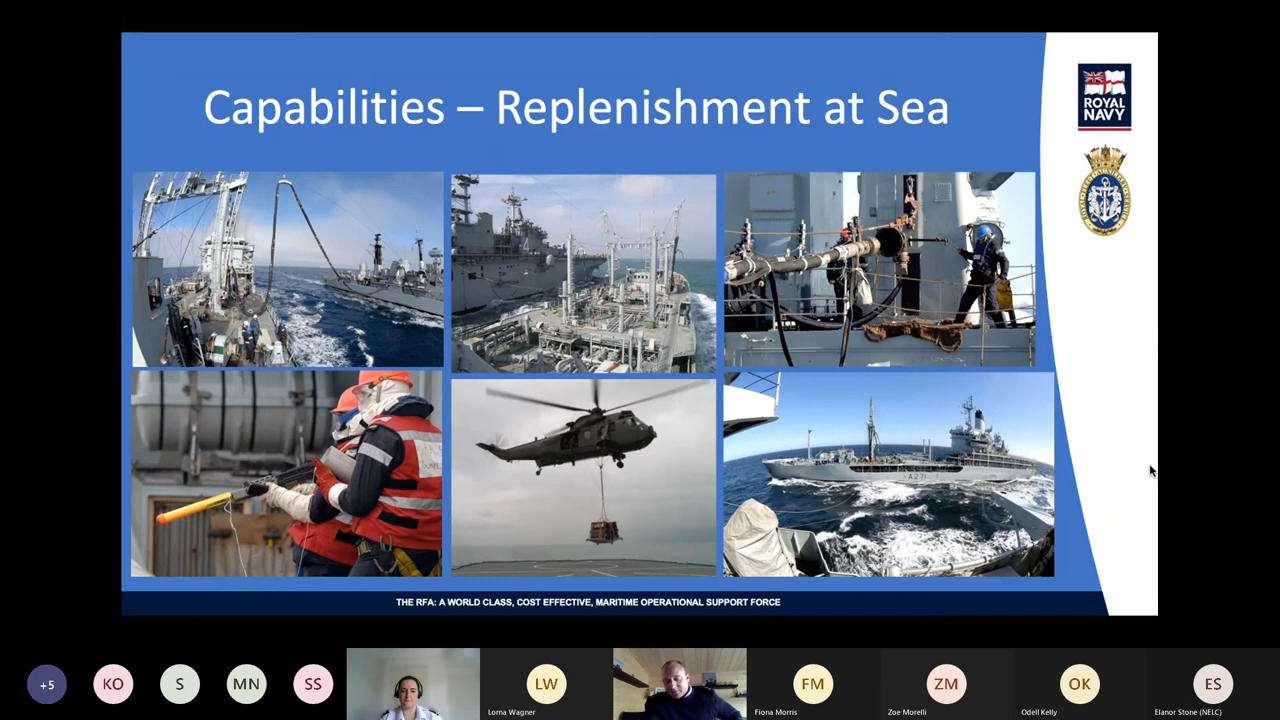 Capabilities – Replenishment at Sea
ROYAL
NAVY
A271
THE RFA: A WORLD CLASS, COST EFFECTIVE, MARITIME OPERATIONAL SUPPORT FORCE
+5
KO
S
MN
SS
LW
Lorna Wagner
FM
Fiona Morris
ZM
Zoe Morelli
OK
Odell Kelly
ES
Elanor Stone (NELC)